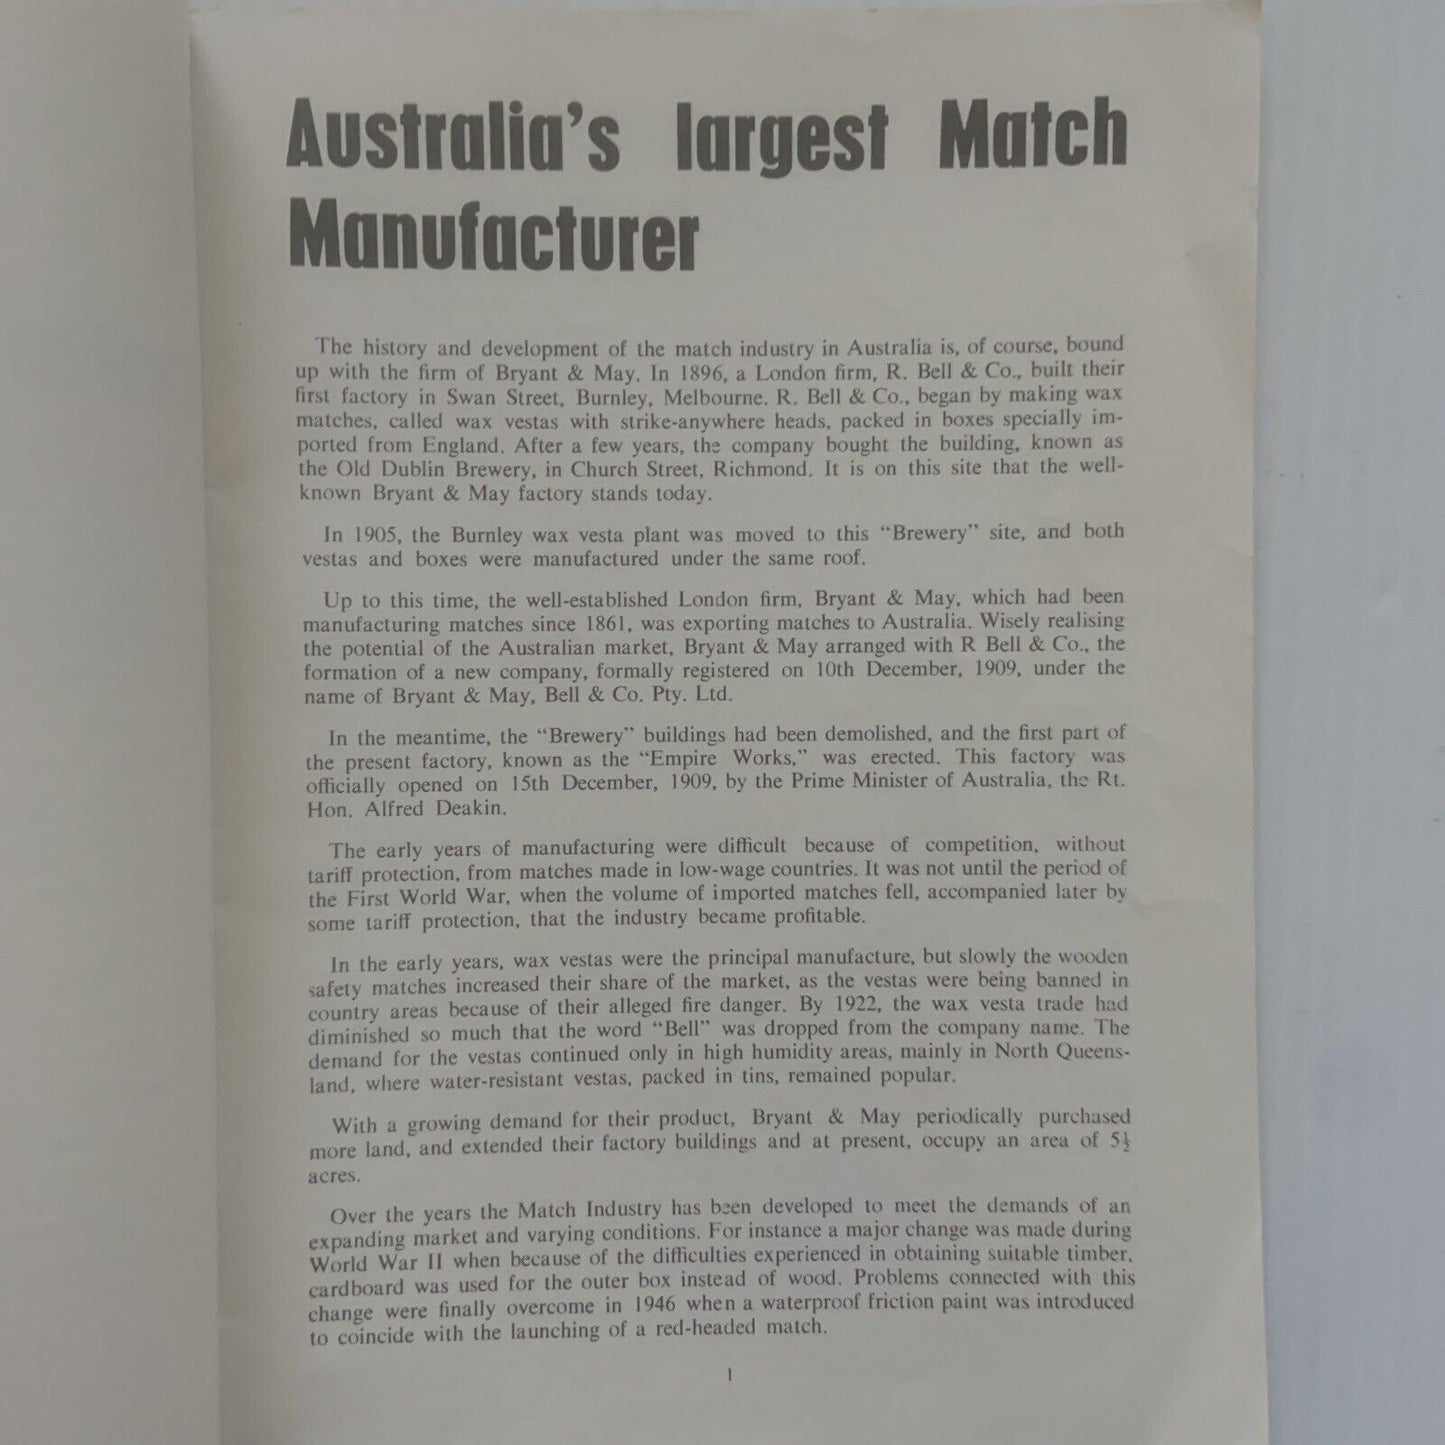 Australia's largest Match
Manufacturer
The history and development of the match industry in Australia is, of course, bound
up with the firm of Bryant & May. In 1896, a London firm, R. Bell & Co., built their
first factory in Swan Street, Burnley, Melbourne. R. Bell & Co., began by making wax
matches, called wax vestas with strike-anywhere heads, packed in boxes specially im-
ported from England. After a few years, the company bought the building, known as
the Old Dublin Brewery, in Church Street, Richmond. It is on this site that the well-
known Bryant & May factory stands today.
In 1905, the Burnley wax vesta plant was moved to this “Brewery” site, and both
vestas and boxes were manufactured under the same roof.
Up to this time, the well-established London firm, Bryant & May, which had been
manufacturing matches since 1861, was exporting matches to Australia. Wisely realising
the potential of the Australian market, Bryant & May arranged with R Bell & Co., the
formation of a new company, formally registered on 10th December, 1909, under the
name of Bryant & May, Bell & Co. Pty. Ltd.
In the meantime, the “Brewery” buildings had been demolished, and the first part of
the present factory, known as the “Empire Works,” was erected. This factory was
officially opened on 15th December, 1909, by the Prime Minister of Australia, the Rt.
Hon. Alfred Deakin.
The early years of manufacturing were difficult because of competition, without
tariff protection, from matches made in low-wage countries. It was not until the period of
the First World War, when the volume of imported matches fell, accompanied later by
some tariff protection, that the industry became profitable.
In the early years, wax vestas were the principal manufacture, but slowly the wooden
safety matches increased their share of the market, as the vestas were being banned in
country areas because of their alleged fire danger. By 1922, the wax vesta trade had
diminished so much that the word “Bell” was dropped from the company name. The
demand for the vestas continued only in high humidity areas, mainly in North Queens-
land, where water-resistant vestas, packed in tins, remained popular.
With a growing demand for their product, Bryant & May periodically purchased
more land, and extended their factory buildings and at present, occupy an area of 5½
acres.
Over the years the Match Industry has been developed to meet the demands of an
expanding market and varying conditions. For instance a major change was made during
World War II when because of the difficulties experienced in obtaining suitable timber,
cardboard was used for the outer box instead of wood. Problems connected with this
change were finally overcome in 1946 when a waterproof friction paint was introduced
to coincide with the launching of a red-headed match.
1